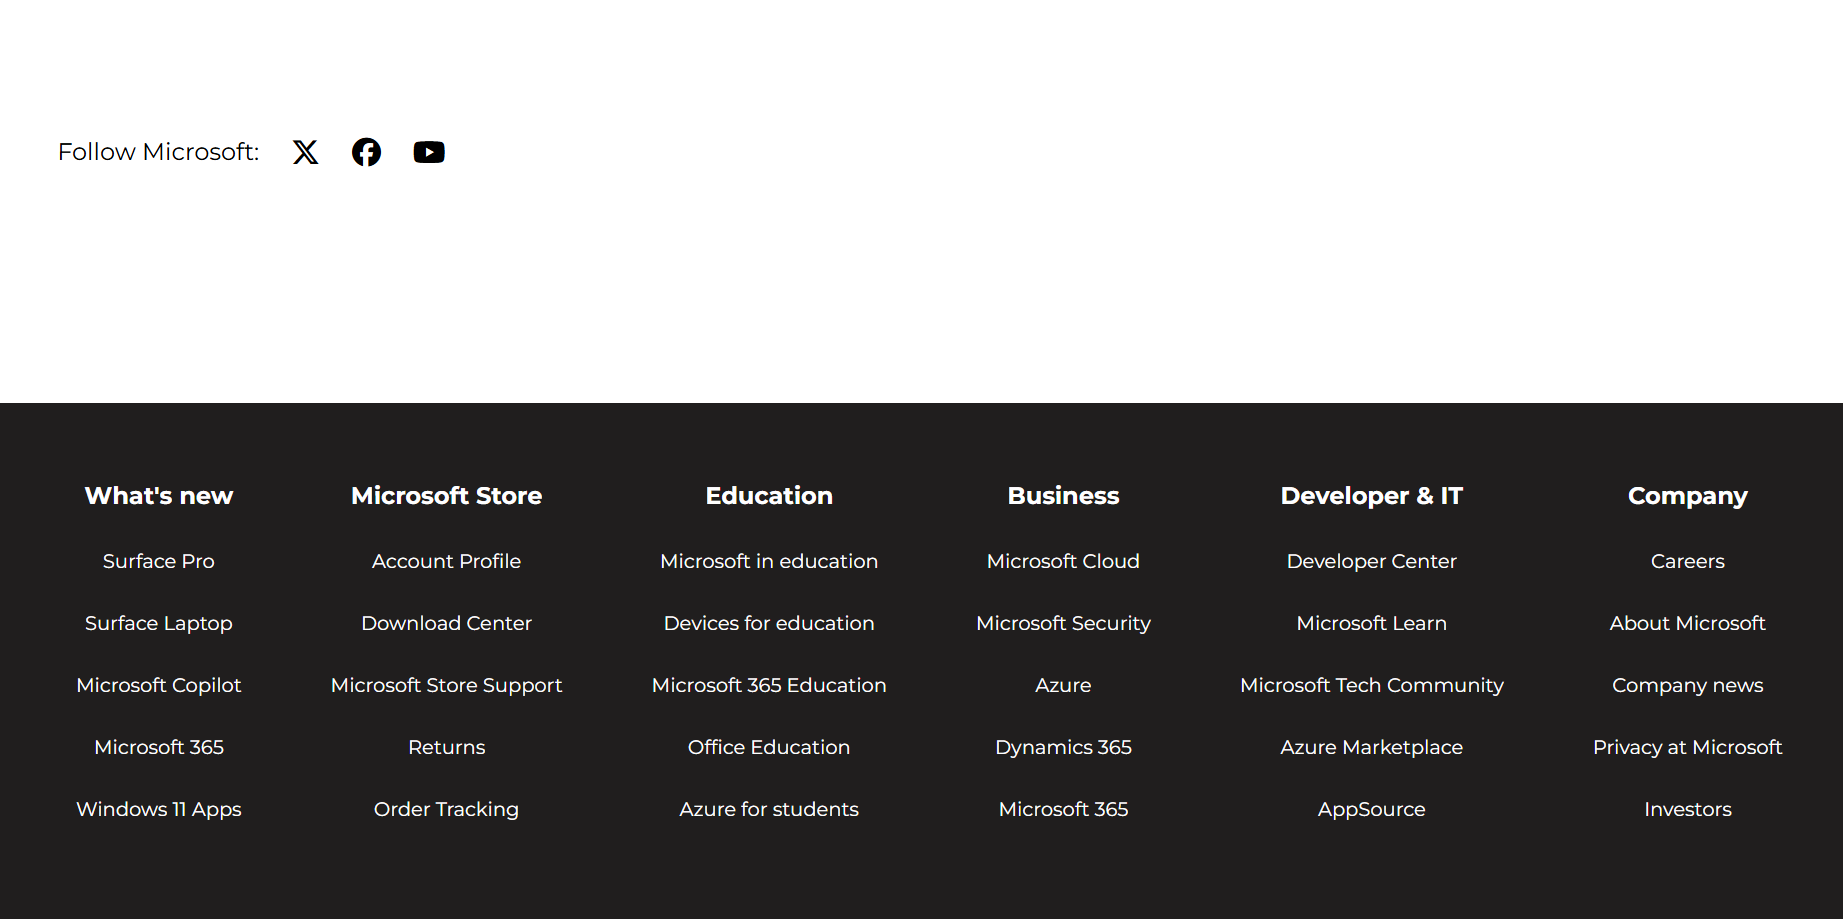 Follow Microsoft:
What's new
Surface Pro
Surface Laptop
Microsoft Copilot
Microsoft 365
Windows 11 Apps
Microsoft Store
Account Profile
Download Center
Microsoft Store Support
Returns
Order Tracking
Education
Microsoft in education
Devices for education
Microsoft 365 Education
Office Education
Azure for students
Business
Microsoft Cloud
Microsoft Security
Azure
Dynamics 365
Microsoft 365
Developer & IT
Developer Center
Microsoft Learn
Microsoft Tech Community
Azure Marketplace
AppSource
Company
Careers
About Microsoft
Company news
Privacy at Microsoft
Investors